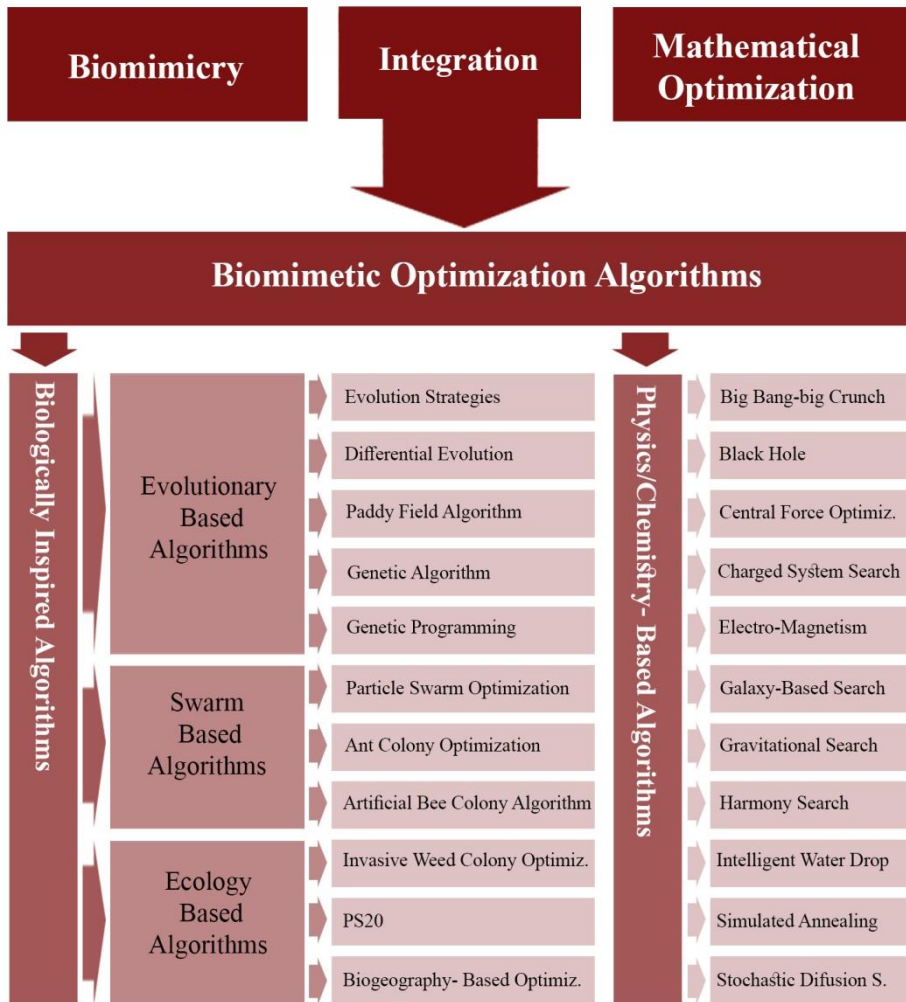 Biomimicry
Integration
Mathematical
Optimization
Biomimetic Optimization Algorithms
Biologically Inspired Algorithms
Evolutionary
Based
Algorithms
Evolution Strategies
Differential Evolution
Paddy Field Algorithm
Genetic Algorithm
Genetic Programming
Swarm
Based
Algorithms
Particle Swarm Optimization
Ant Colony Optimization
Artificial Bee Colony Algorithm
Ecology
Based
Algorithms
Invasive Weed Colony Optimiz.
PS20
Biogeography- Based Optimiz.
Physics/Chemistry- Based Algorithms
Big Bang-big Crunch
Black Hole
Central Force Optimiz.
Charged System Search
Electro-Magnetism
Galaxy-Based Search
Gravitational Search
Harmony Search
Intelligent Water Drop
Simulated Annealing
Stochastic Difusion S.